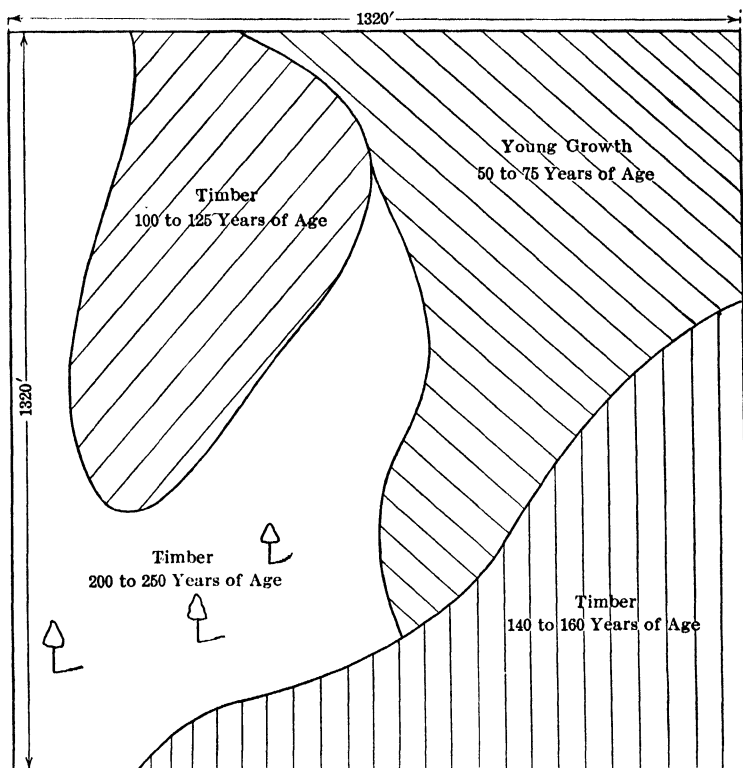 1320′
Young Growth
50 to 75 Years of Age
Timber
100 to 125 Years of Age
1320′
Timber
200 to 250 Years of Age
Timber
140 to 160 Years of Age